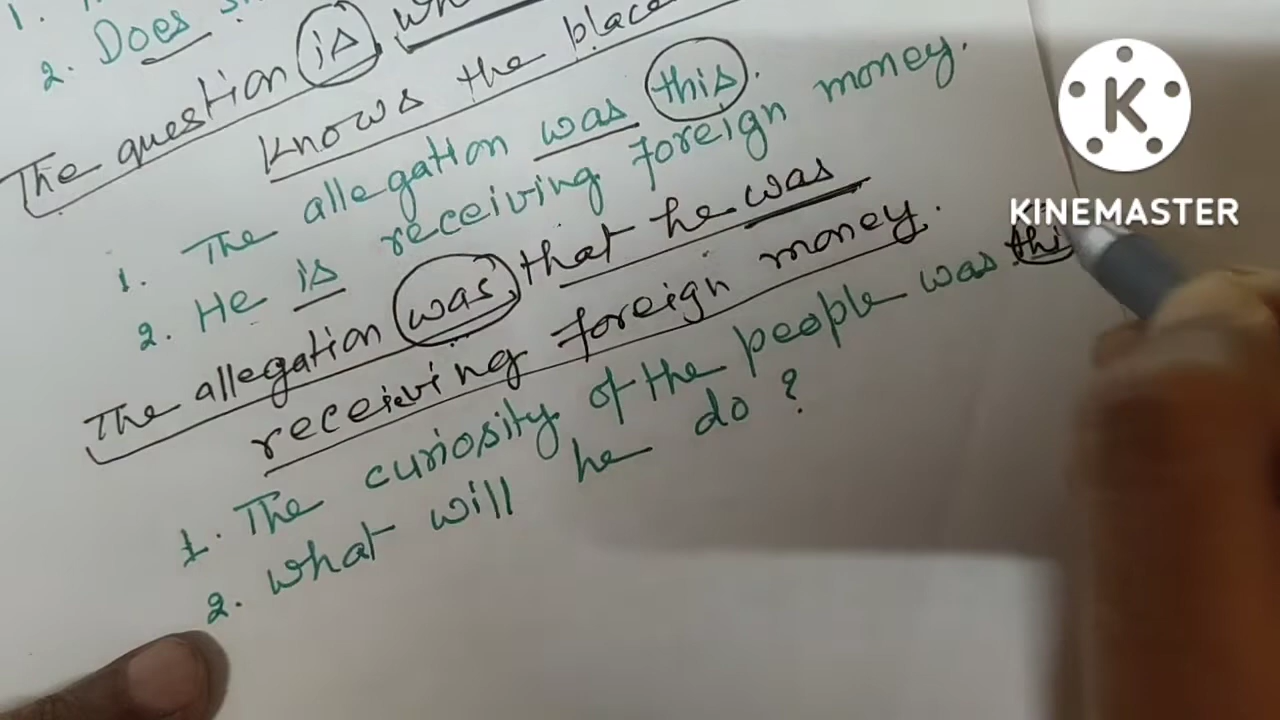 1.
2. Does
The question is
knows the place
1. The allegation was this.
2. He is receiving foreign money.
The allegation was that he was
receiving foreign money.
1. The curiosity of the people was thi
2. What will he do ?
K
KINEMASTER